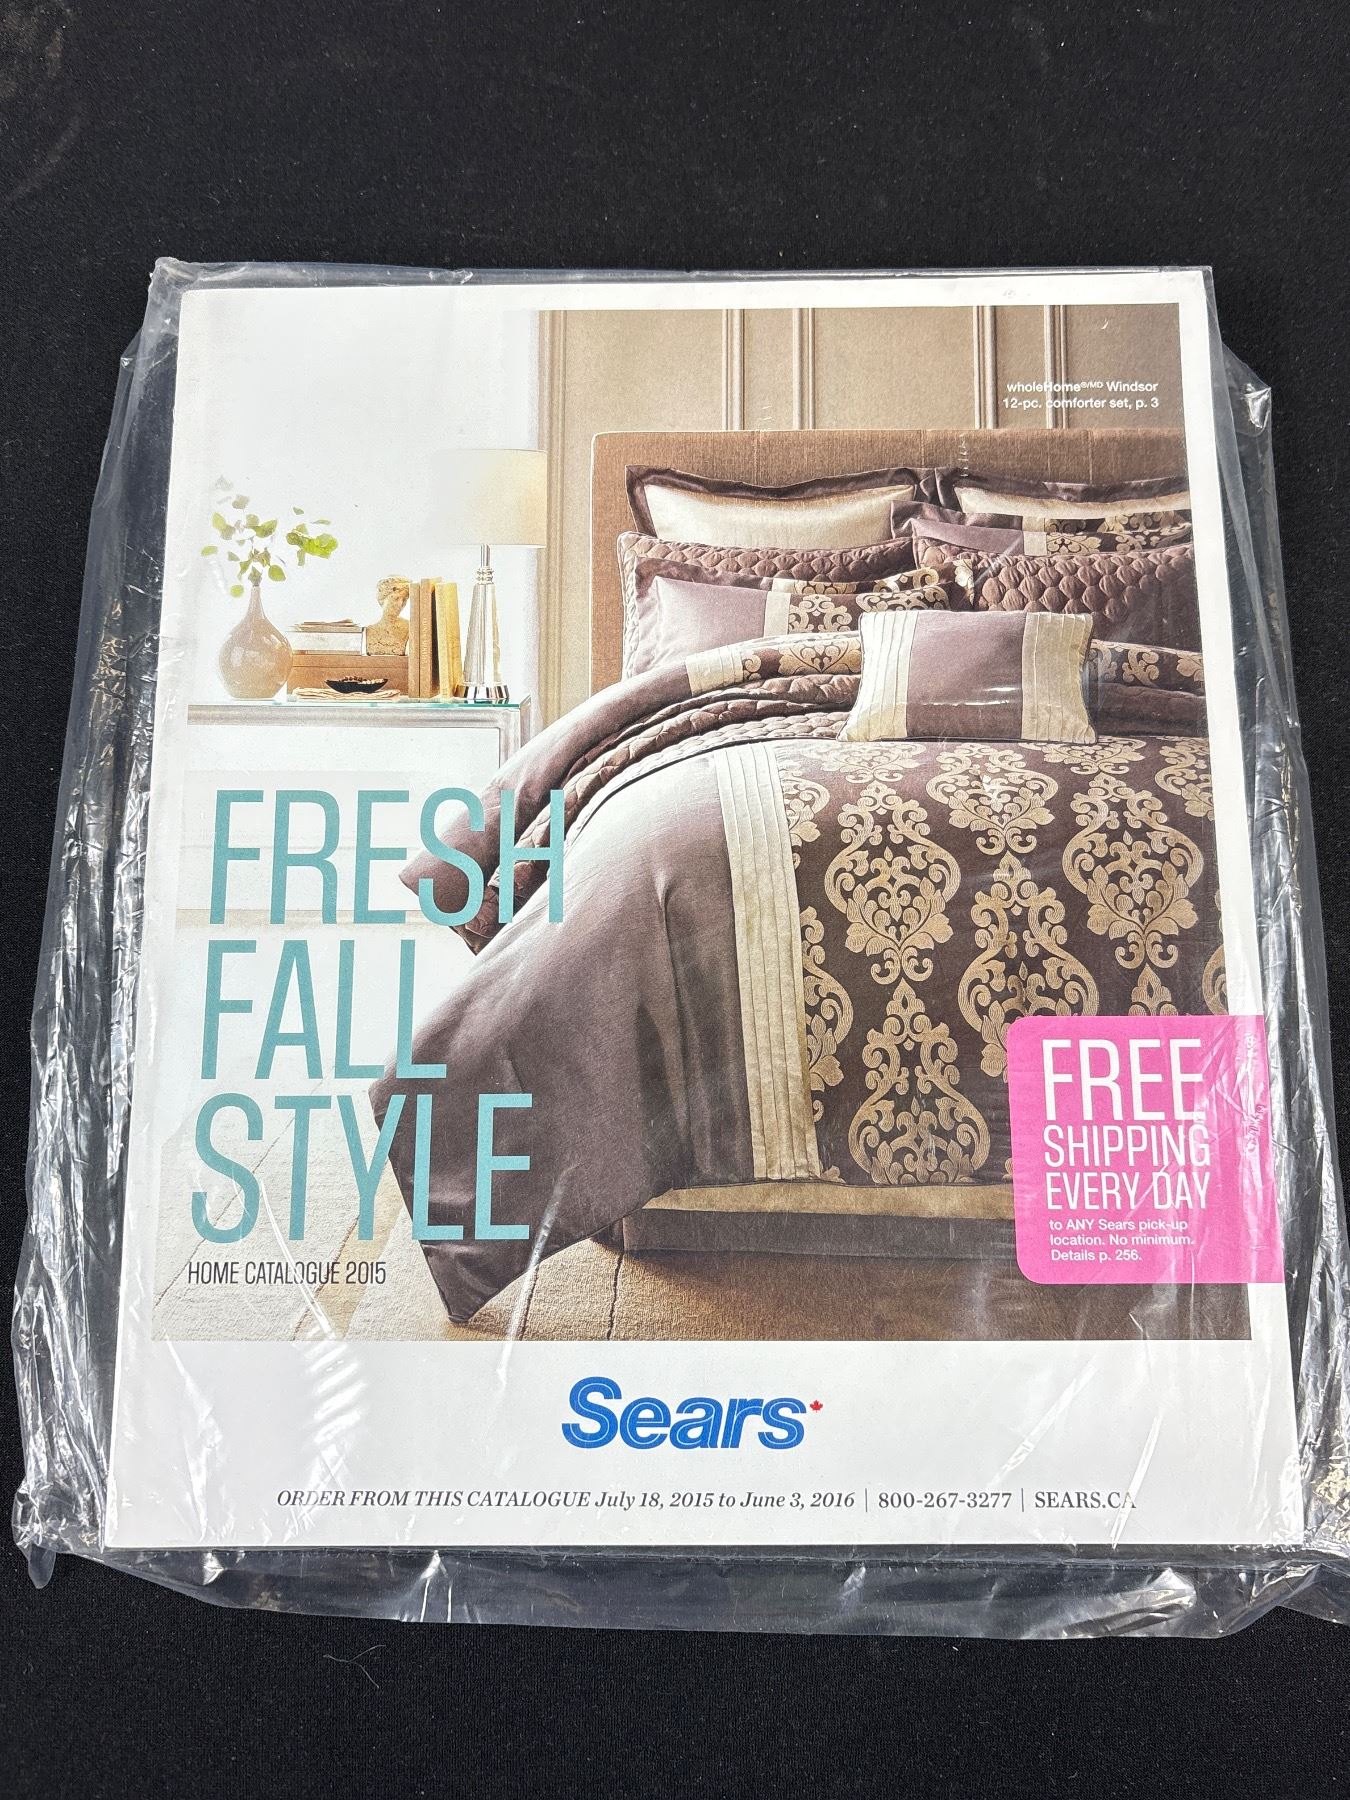 wholeHome®/MD Windsor
12-pc. comforter set, p. 3
FRESH
FALL
STYLE
HOME CATALOGUE 2015
FREE
SHIPPING
EVERY DAY
to ANY Sears pick-up
location. No minimum.
Details p. 256.
Sears
ORDER FROM THIS CATALOGUE July 18, 2015 to June 3, 2016 | 800-267-3277 | SEARS.CA